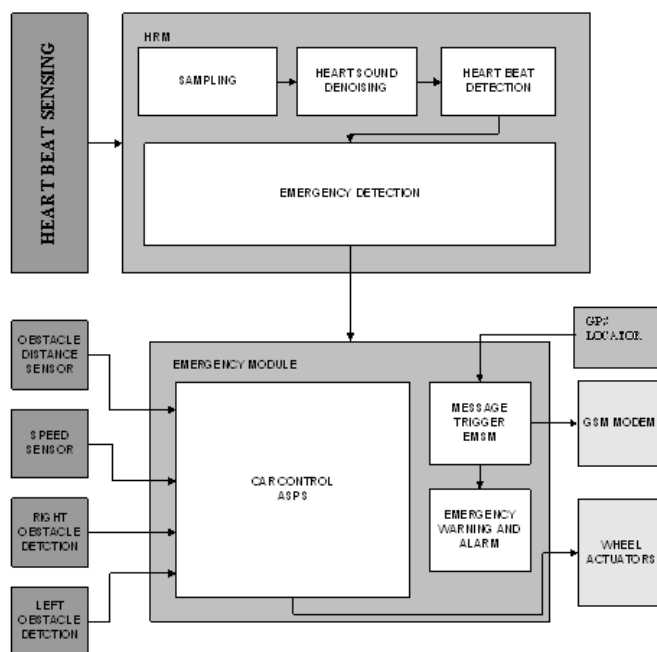 HEART BEAT SENSING
HRM
SAMPLING
HEART SOUND
DENOISING
HEART BEAT
DETECTION
EMERGENCY DETECTION
OBSTACLE
DISTANCE
SENSOR
SPEED
SENSOR
RIGHT
OBSTACLE
DETCTION
LEFT
OBSTACLE
DETCTION
EMERGENCY MODULE
CAR CONTROL
ASPS
MESSAGE
TRIGGER
EMSM
EMERGENCY
WARNING AND
ALARM
GPS
LOCATOR
GSM MODEM
WHEEL
ACTUATORS